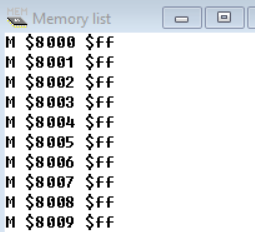 MEM
Memory list
M $8000 $ff
M $8001 $ff
M $8002 $ff
M $8003 $ff
M $8004 $ff
M $8005 $ff
M $8006 $ff
M $8007 $ff
M $8008 $ff
M $8009 $ff